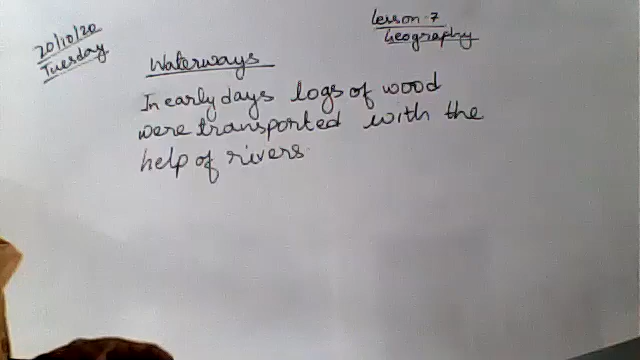 20/10/20
Tuesday
Lesson-7
Geography
Waterways
In early days logs of wood
were transported with the
help of rivers.